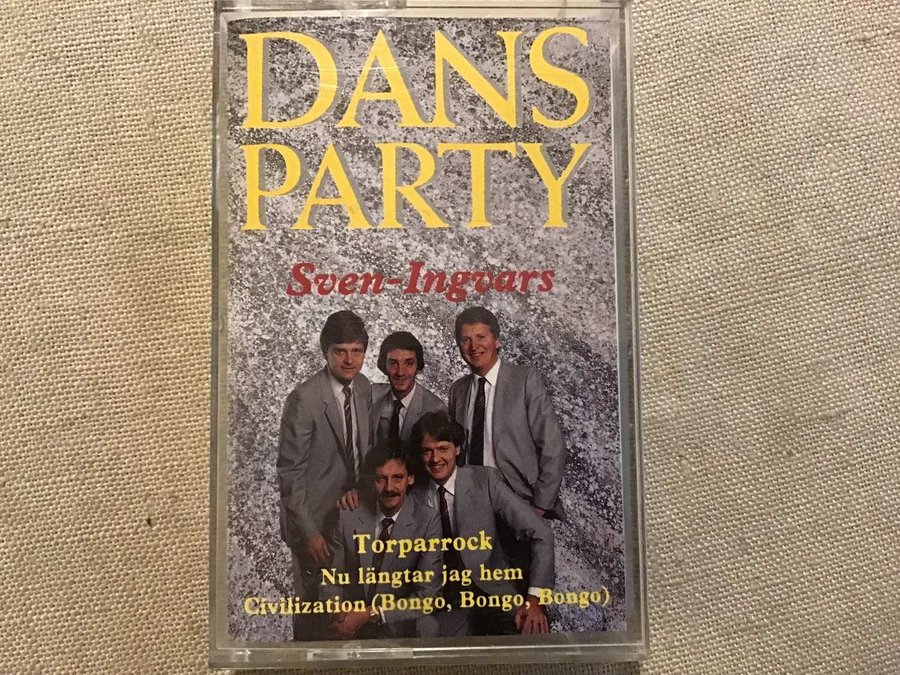 DANS
PARTY
Sven-Ingvars
Torparrock
Nu längtar jag hem
Civilization (Bongo, Bongo, Bongo)